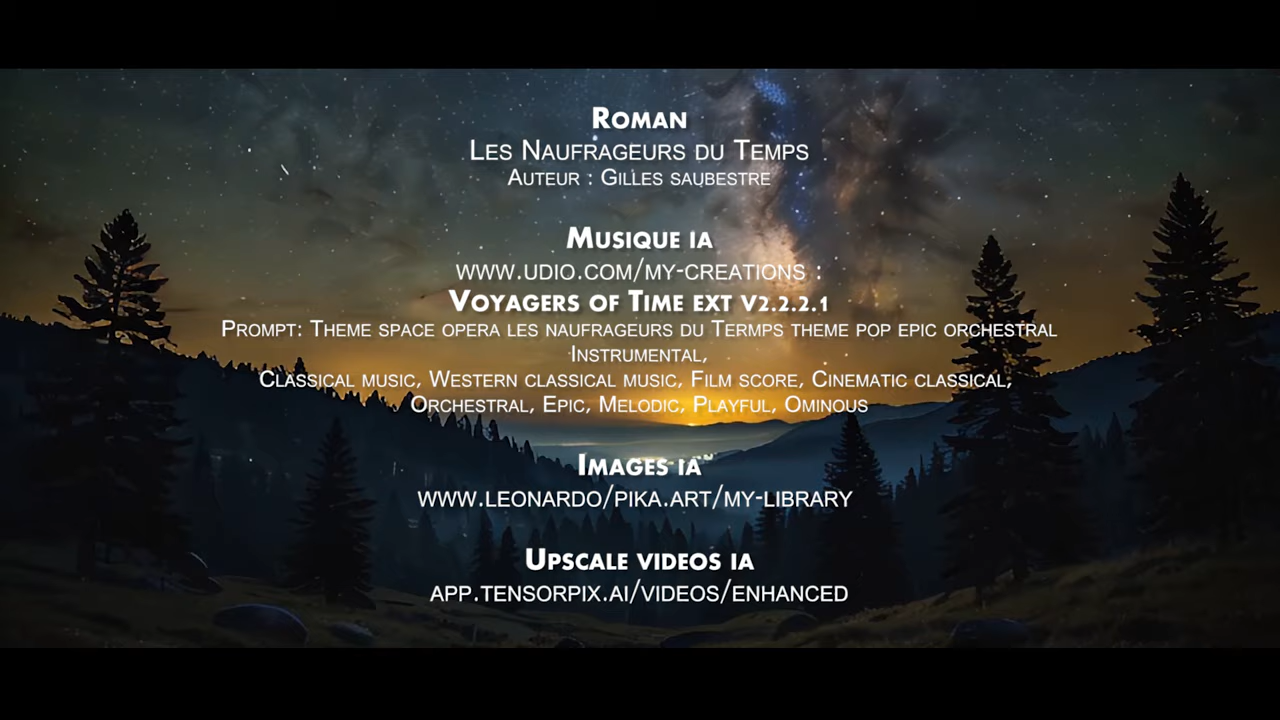 Roman
Les Naufrageurs du Temps
Auteur : Gilles saubestre
Musique ia
www.udio.com/my-creations :
Voyagers of Time ext v2.2.2.1
Prompt: Theme space opera les naufrageurs du Termps theme pop epic orchestral
Instrumental,
Classical music, Western classical music, Film score, Cinematic classical,
Orchestral, Epic, Melodic, Playful, Ominous
Images ia
www.leonardo/pika.art/my-library
Upscale videos ia
app.tensorpix.ai/videos/enhanced